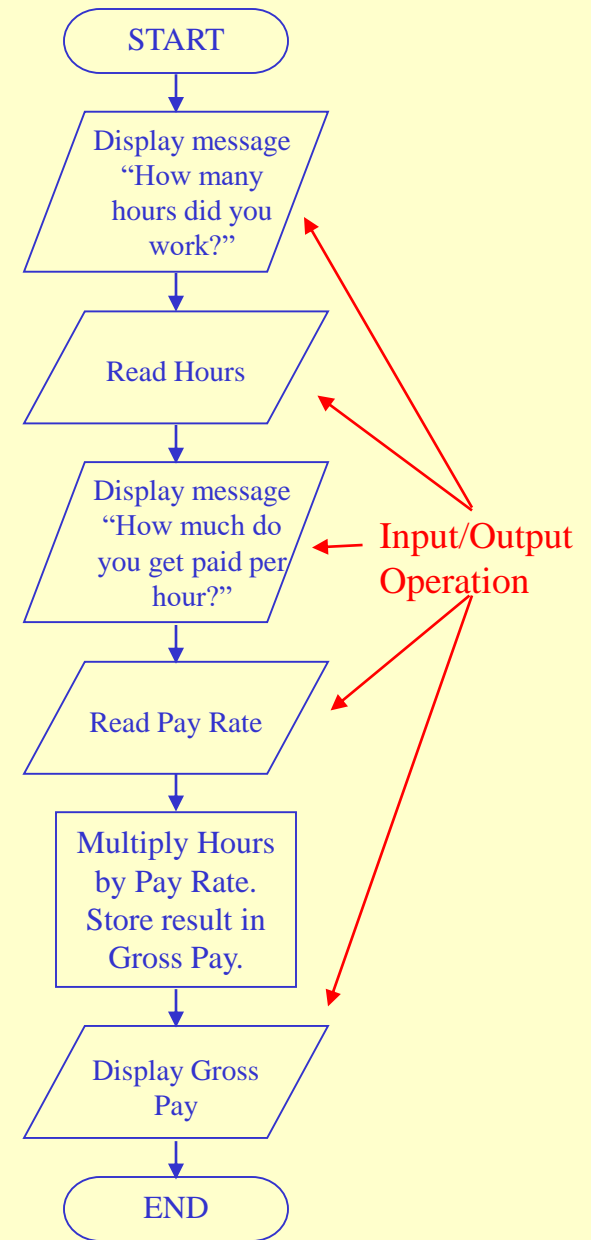 START
Display message
“How many
hours did you
work?”
Read Hours
Display message
“How much do
you get paid per
hour?”
Input/Output
Operation
Read Pay Rate
Multiply Hours
by Pay Rate.
Store result in
Gross Pay.
Display Gross
Pay
END